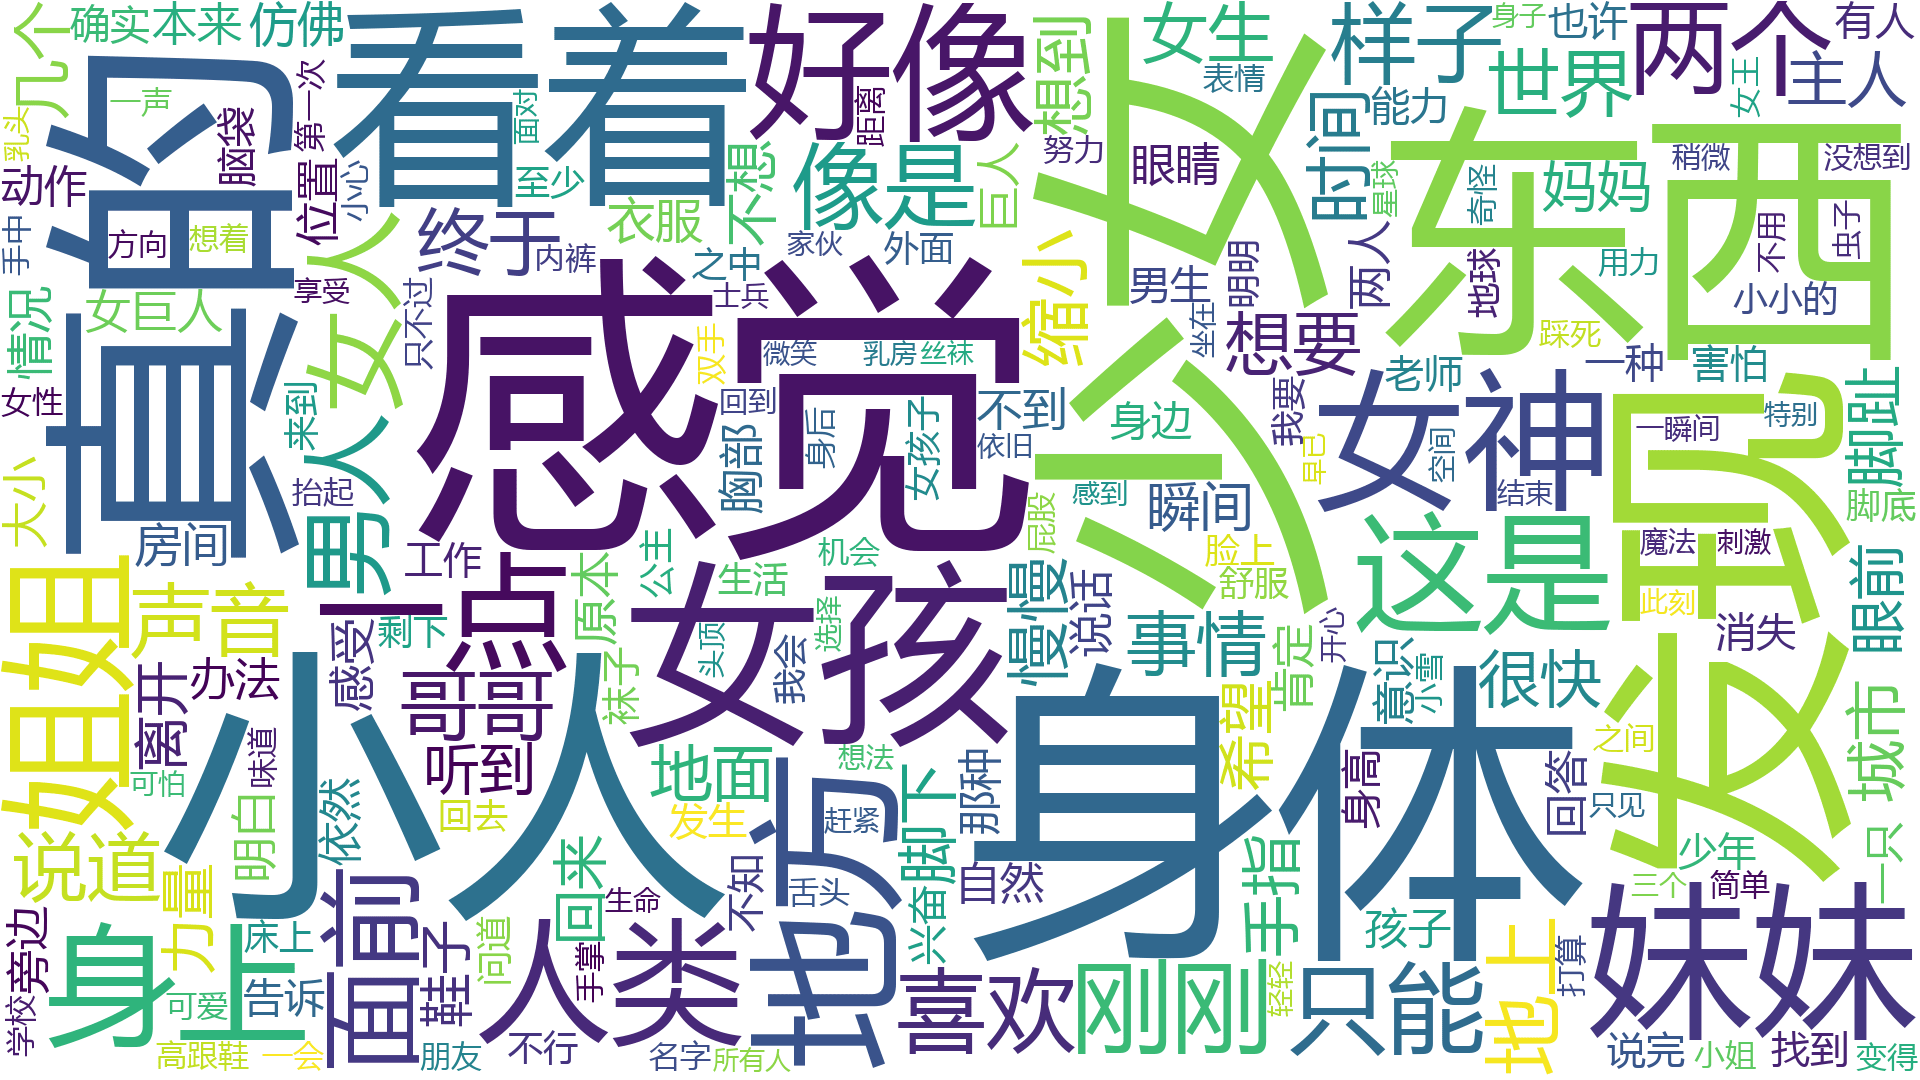 确实
本来
仿佛
几个
一声
乳头
真的
看着
好像
第一次
面对
距离
想到
女生
表情
样子
身子
也许
两个
有人
世界
女王
主人
脑袋
动作
位置
小心
至少
不想
像是
巨人
努力
眼睛
时间
能力
星球
奇怪
妈妈
稍微
没想到
东西
不用
虫子
手中
方向
想着
女人
终于
内裤
衣服
之中
家伙
外面
缩小
男生
明明
两人
地球
用力
小小的
情况
女巨人
享受
只不过
士兵
少女
坐在
想要
踩死
一种
害怕
双手
微笑
乳房
丝袜
女性
来到
男人
感觉
回到
不到
依旧
身边
我要
老师
女神
一瞬间
特别
脚趾
大小
抬起
房间
胸部
身后
女孩子
感到
瞬间
早已
空间
结束
发现
脚底
屁股
工作
公主
机会
生活
脸上
舒服
这是
魔法
刺激
此刻
眼前
姐姐
声音
一点
原本
女孩
选择
慢慢
说话
事情
开心
消失
感受
剩下
头顶
我会
肯定
意识
小雪
很快
离开
办法
哥哥
袜子
希望
之间
城市
味道
可怕
听到
地面
想法
那种
身体
身高
回答
只见
小人
明白
依然
回去
发生
地方
赶紧
脚下
手指
少年
一只
说道
力量
面前
回来
不知
舌头
自然
兴奋
三个
简单
旁边
床上
生命
孩子
身上
鞋子
问道
人类
手掌
喜欢
刚刚
轻轻
只能
地上
打算
妹妹
学校
可爱
告诉
高跟鞋
一会
朋友
不行
名字
所有人
说完
小姐
找到
变得